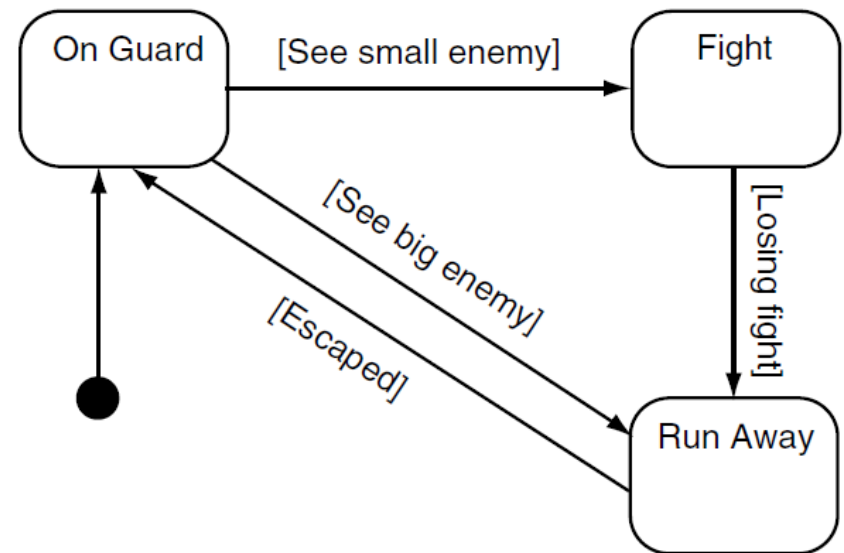 On Guard
[See small enemy]
Fight
[See big enemy]
[Losing fight]
[Escaped]
Run Away